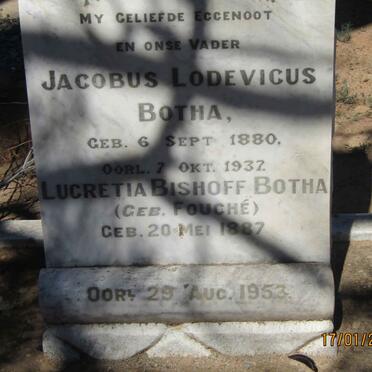 MY GELIEFDE EGGENOOT
EN ONSE VADER
JACOBUS LODEVICUS
BOTHA,
GEB. 6 SEPT 1880.
OORL. 7 OKT. 1937.
LUCRETIA BISHOFF BOTHA
(GEB. FOUCHÉ)
GEB. 20 MEI 1887
OORL 29 AUG. 1953.
17/01/2